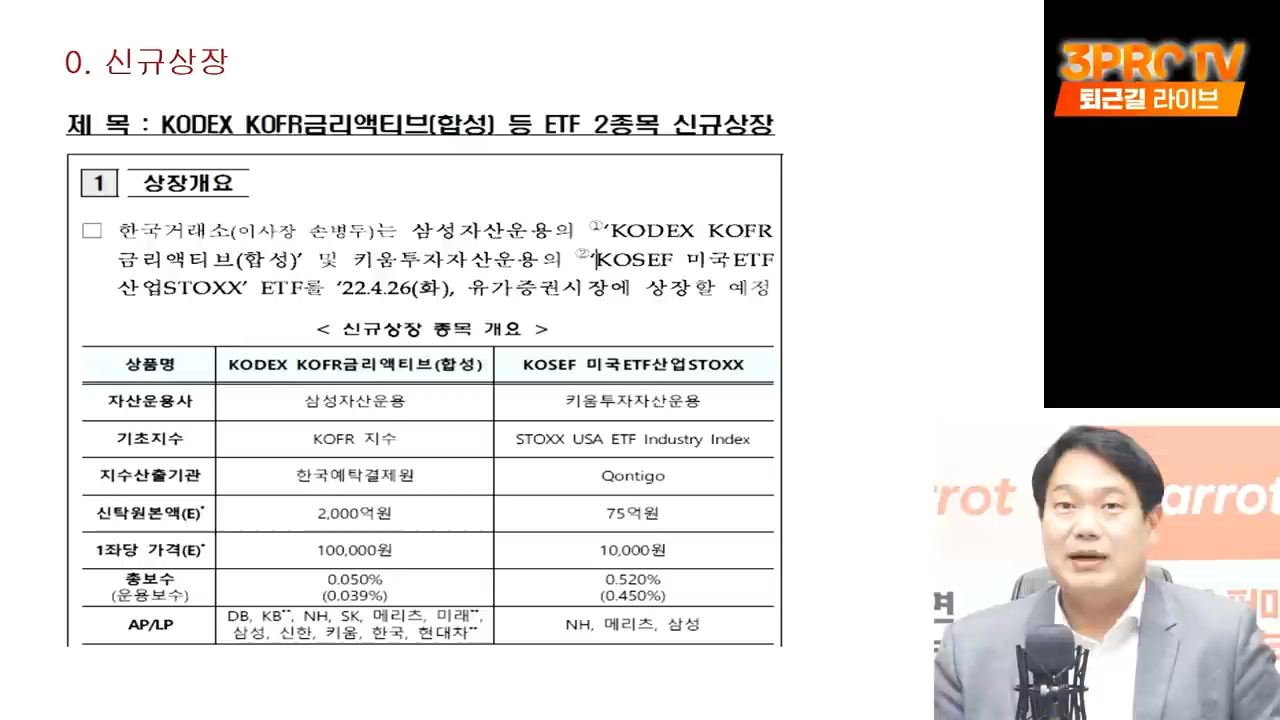 0. 신규상장
제 목 : KODEX KOFR금리액티브(합성) 등 ETF 2종목 신규상장
1 상장개요
□ 한국거래소(이사장 손병두)는 삼성자산운용의 ①‘KODEX KOFR
금리액티브(합성)’ 및 키움투자자산운용의 ②‘KOSEF 미국ETF
산업STOXX’ ETF를 ’22.4.26(화), 유가증권시장에 상장할 예정
< 신규상장 종목 개요 >
상품명 KODEX KOFR금리액티브(합성) KOSEF 미국ETF산업STOXX
자산운용사 삼성자산운용 키움투자자산운용
기초지수 KOFR 지수 STOXX USA ETF Industry Index
지수산출기관 한국예탁결제원 Qontigo
신탁원본액(E)* 2,000억원 75억원
1좌당 가격(E)* 100,000원 10,000원
총보수 0.050% 0.520%
(운용보수) (0.039%) (0.450%)
AP/LP DB, KB**, NH, SK, 메리츠, 미래**, NH, 메리츠, 삼성
삼성, 신한, 키움, 한국, 현대차**
3PRO TV
퇴근길 라이브
rrot arrot